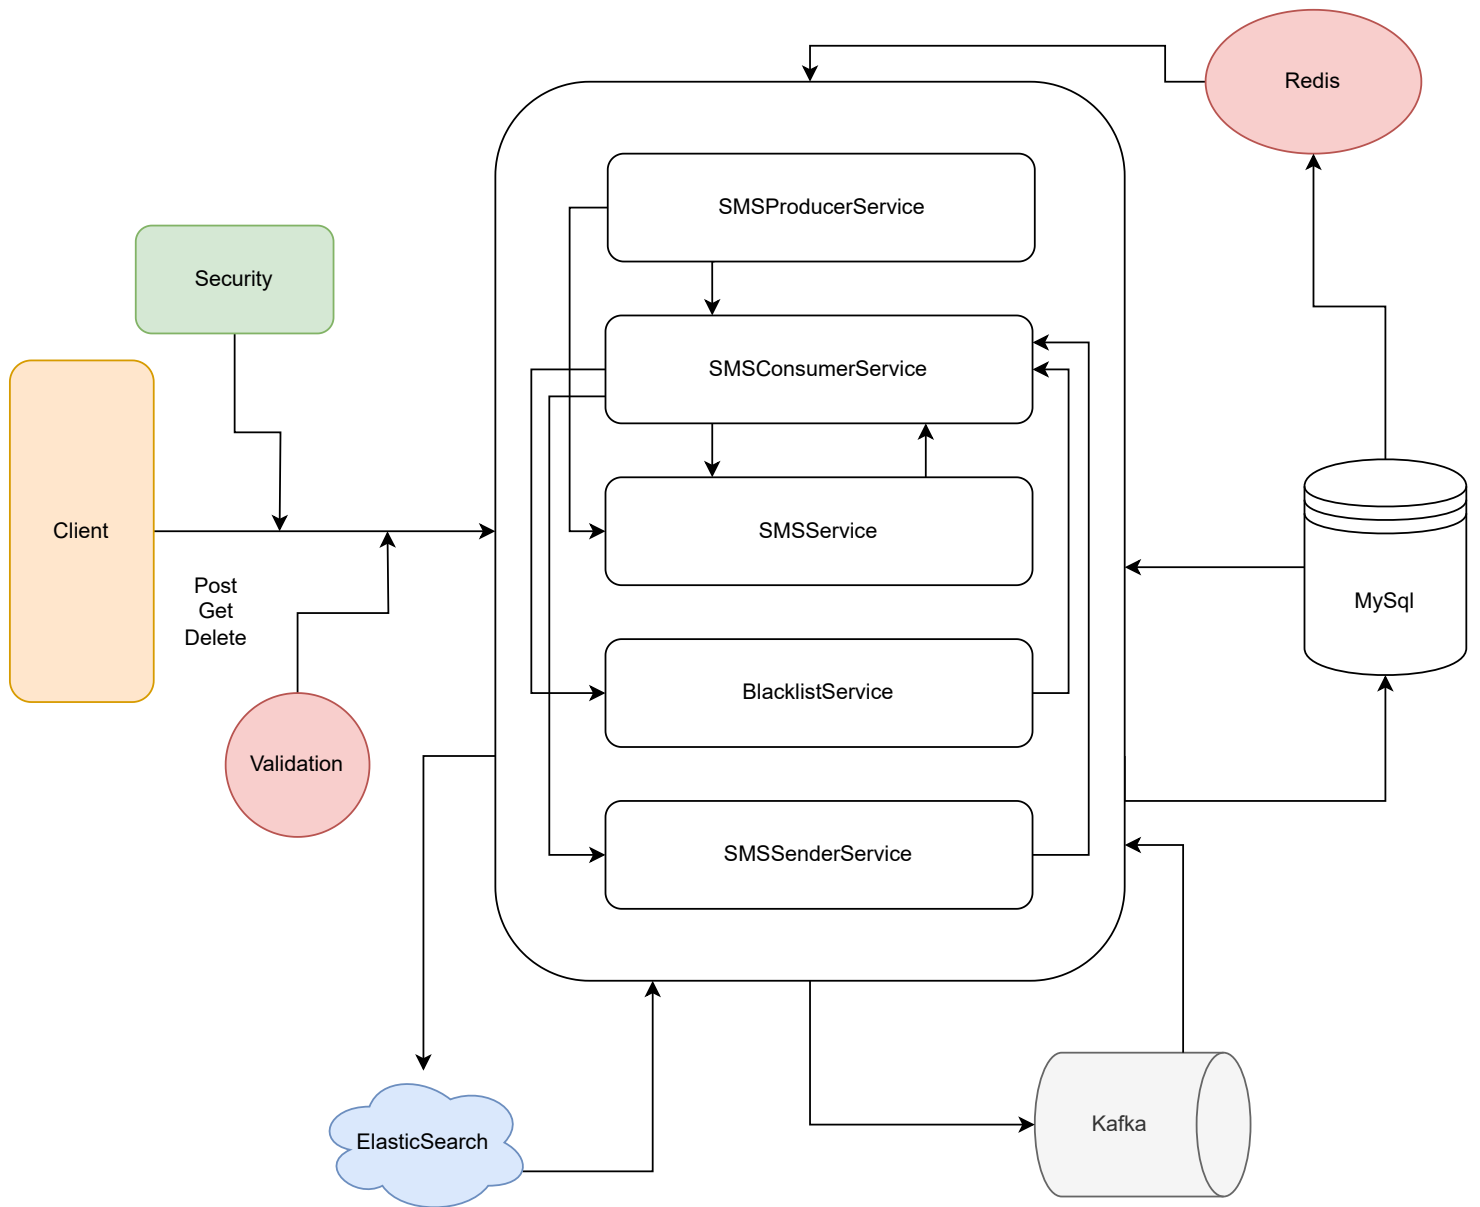 Redis
SMSProducerService
Security
SMSConsumerService
Client
SMSService
Post
Get
Delete
MySql
BlacklistService
Validation
SMSSenderService
Kafka
ElasticSearch